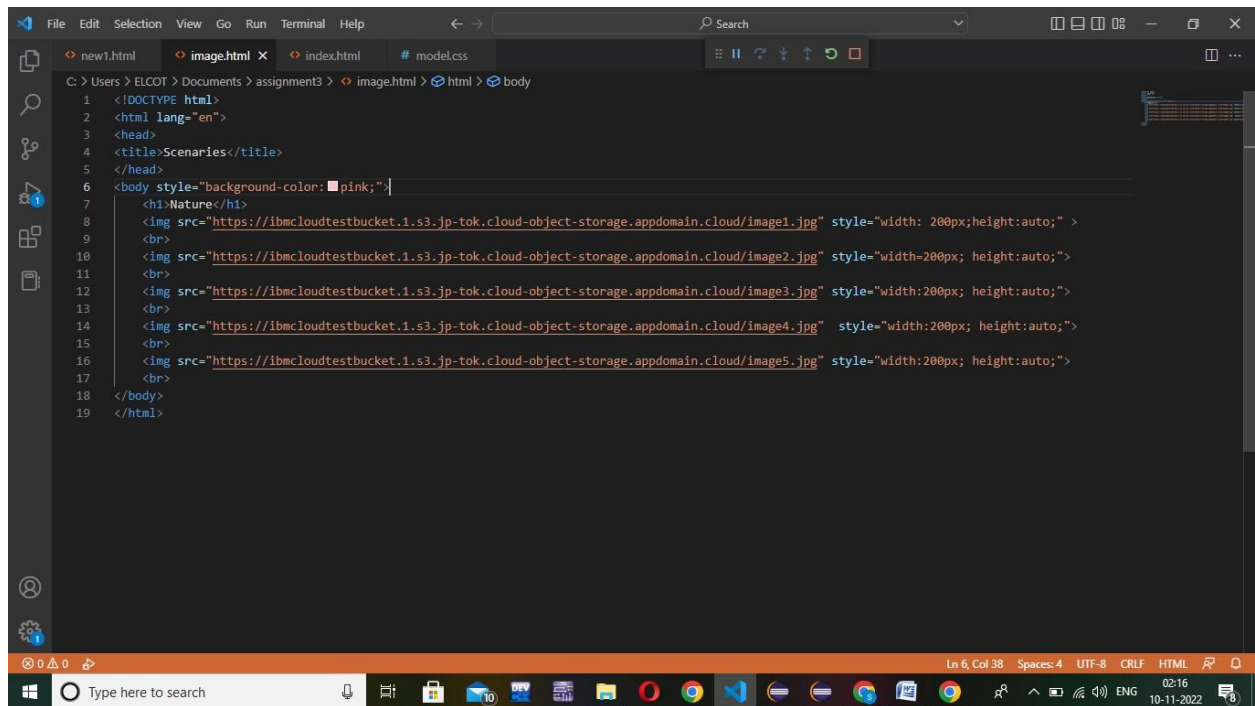 File Edit Selection View Go Run Terminal Help Search
new1.html image.html index.html # model.css
C: > Users > ELCOT > Documents > assignment3 > image.html > html > body
1 <!DOCTYPE html>
2 <html lang="en">
3 <head>
4 <title>Scenaries</title>
5 </head>
6 <body style="background-color: pink;">
7 <h1>Nature</h1>
8 <img src="https://ibmcloudtestbucket.1.s3.jp-tok.cloud-object-storage.appdomain.cloud/image1.jpg" style="width: 200px;height:auto;" >
9 <br>
10 <img src="https://ibmcloudtestbucket.1.s3.jp-tok.cloud-object-storage.appdomain.cloud/image2.jpg" style="width=200px; height:auto;">
11 <br>
12 <img src="https://ibmcloudtestbucket.1.s3.jp-tok.cloud-object-storage.appdomain.cloud/image3.jpg" style="width:200px; height:auto;">
13 <br>
14 <img src="https://ibmcloudtestbucket.1.s3.jp-tok.cloud-object-storage.appdomain.cloud/image4.jpg"  style="width:200px; height:auto;">
15 <br>
16 <img src="https://ibmcloudtestbucket.1.s3.jp-tok.cloud-object-storage.appdomain.cloud/image5.jpg" style="width:200px; height:auto;">
17 <br>
18 </body>
19 </html>
1
1
0 0 Ln 6, Col 38 Spaces: 4 UTF-8 CRLF HTML
Type here to search 10 DEV ENG 02:16
10-11-2022 8